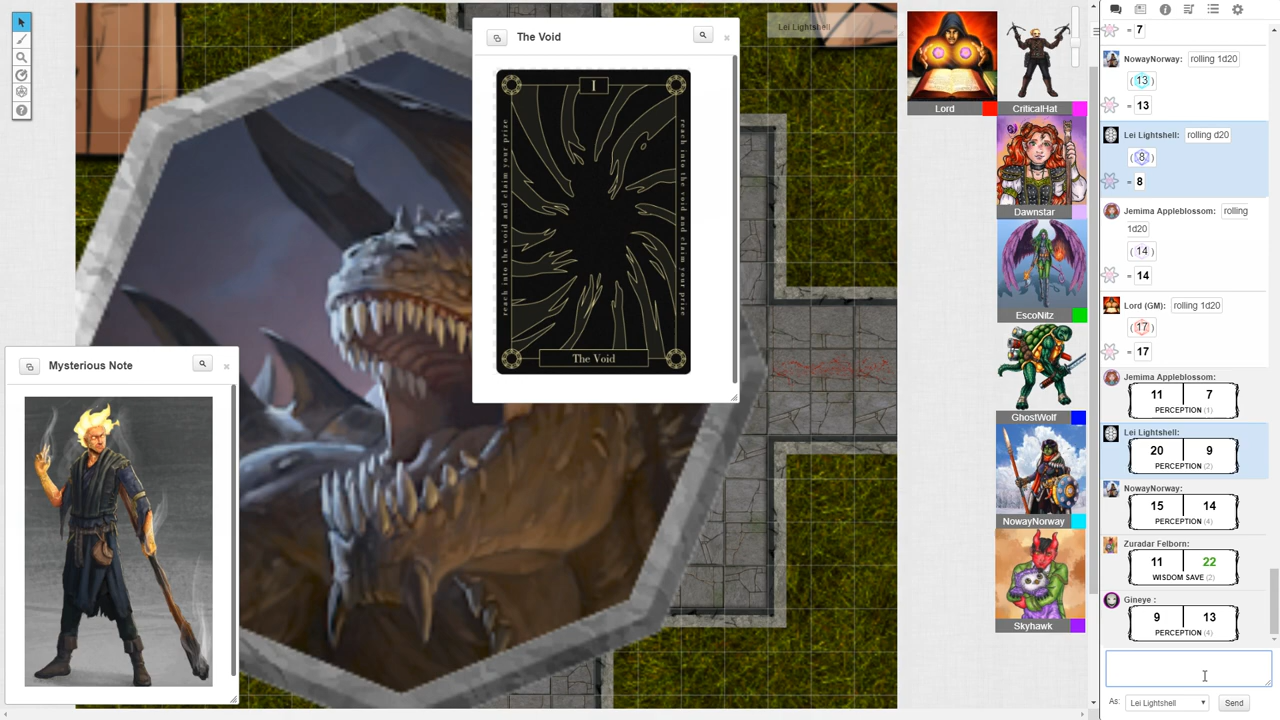 The Void
I
reach into the void and claim your prize
reach into the void and claim your prize
The Void
Mysterious Note
Lei Lightshell
Lord
CriticalHat
Dawnstar
EscoNitz
GhostWolf
NowayNorway
Skyhawk
= 7
NowayNorway: rolling 1d20
(13)
= 13
Lei Lightshell: rolling d20
(8)
= 8
Jemima Appleblossom: rolling
1d20
(14)
= 14
Lord (GM): rolling 1d20
(17)
= 17
Jemima Appleblossom:
11 7
PERCEPTION (1)
Lei Lightshell:
20 9
PERCEPTION (2)
NowayNorway:
15 14
PERCEPTION (4)
Zuradar Felborn:
11 22
WISDOM SAVE (2)
Gineye :
9 13
PERCEPTION (4)
As: Lei Lightshell Send